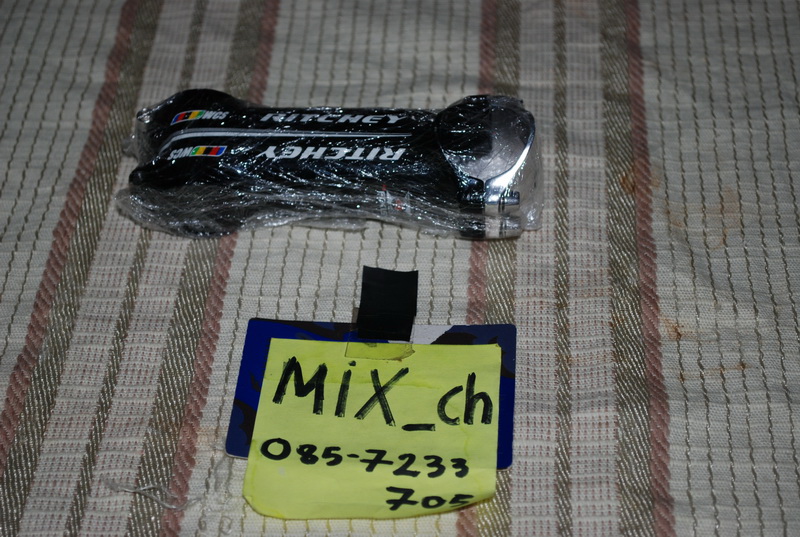 WCS RITCHEY
WCS RITCHEY
MiX_ch
085-7233
705